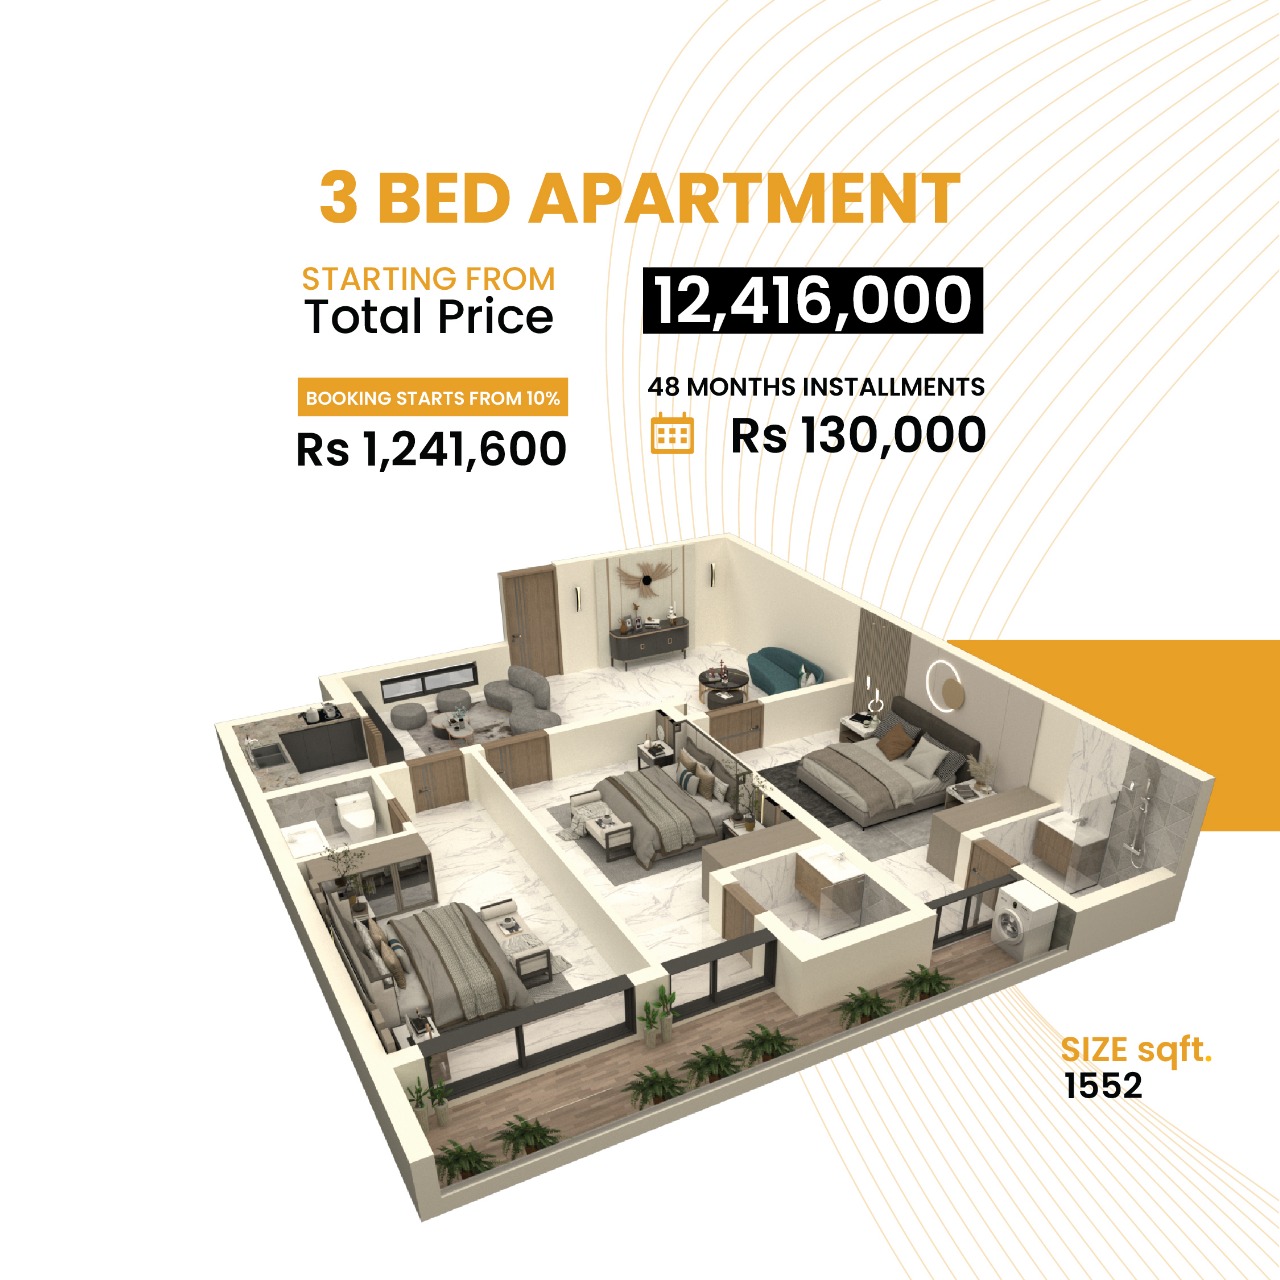 3 BED APARTMENT
STARTING FROM
Total Price
12,416,000
BOOKING STARTS FROM 10%
Rs 1,241,600
48 MONTHS INSTALLMENTS
Rs 130,000
SIZE sqft.
1552